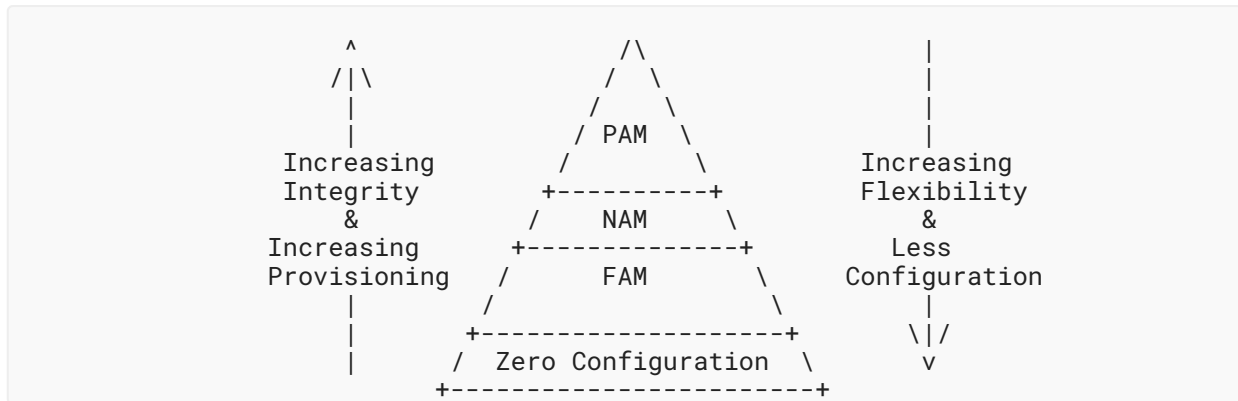 ^ /\ |
/|\ / \ |
| / \ |
| / PAM \ |
Increasing / \ Increasing
Integrity +----------+ Flexibility
& / NAM \ &
Increasing +--------------+ Less
Provisioning / FAM \ Configuration
| / \ |
| +--------------------+ \|/
| / Zero Configuration \ v
+------------------------+